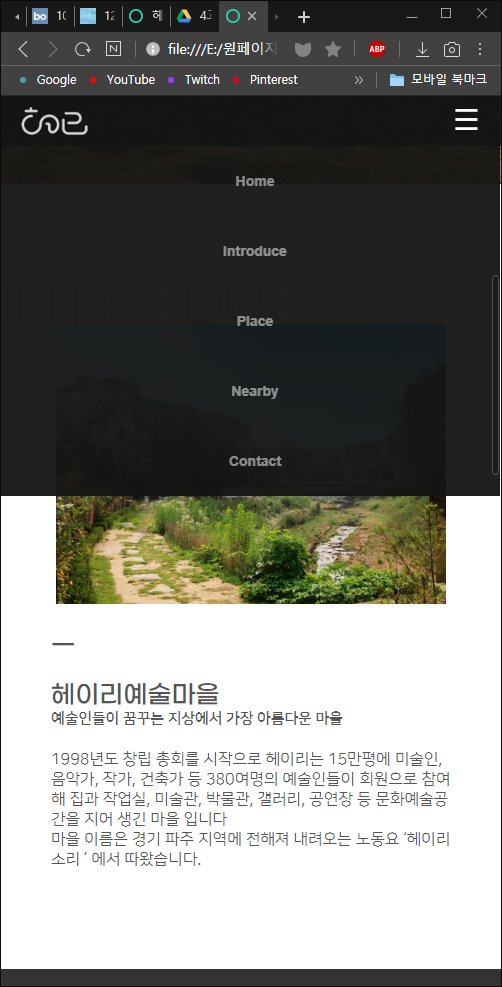 bo 10
12
헤
43
N file:///E:/원페이지 ABP
Google YouTube Twitch Pinterest » 모바일 북마크
Home
Introduce
INTRODUCE
Place
Nearby
Contact
헤이리예술마을
예술인들이 꿈꾸는 지상에서 가장 아름다운 마을
1998년도 창립 총회를 시작으로 헤이리는 15만평에 미술인,
음악가, 작가, 건축가 등 380여명의 예술인들이 회원으로 참여
해 집과 작업실, 미술관, 박물관, 갤러리, 공연장 등 문화예술공
간을 지어 생긴 마을 입니다
마을 이름은 경기 파주 지역에 전해져 내려오는 노동요 ‘헤이리
소리 ’ 에서 따왔습니다.